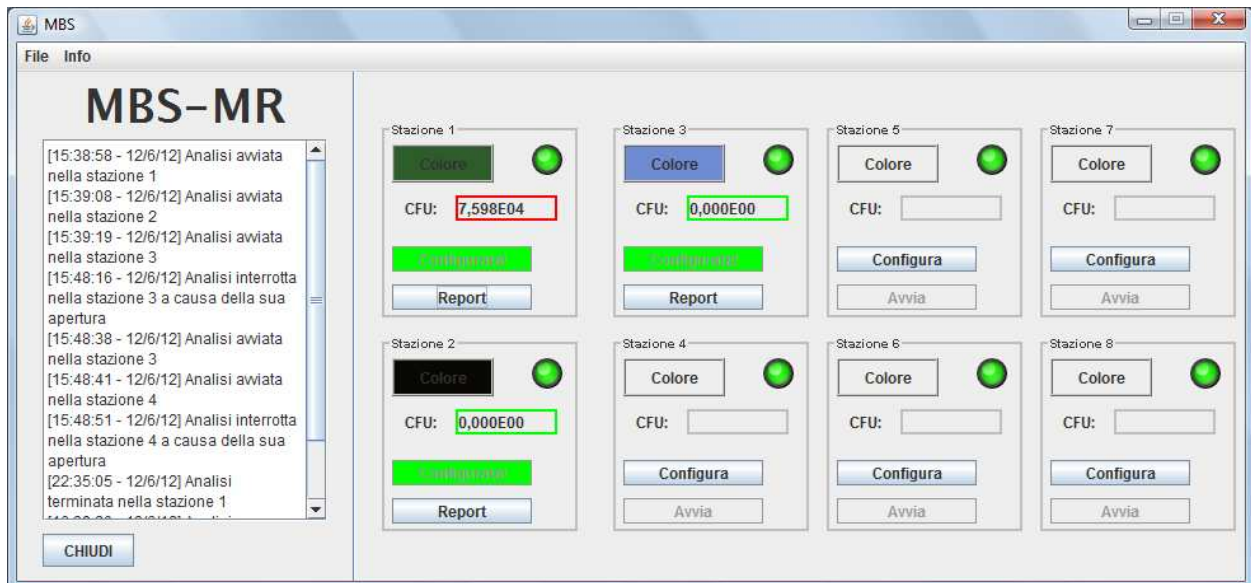 MBS
File Info
MBS-MR
[15:38:58 - 12/6/12] Analisi avviata
nella stazione 1
[15:39:08 - 12/6/12] Analisi avviata
nella stazione 2
[15:39:19 - 12/6/12] Analisi avviata
nella stazione 3
[15:48:16 - 12/6/12] Analisi interrotta
nella stazione 3 a causa della sua
apertura
[15:48:38 - 12/6/12] Analisi avviata
nella stazione 3
[15:48:41 - 12/6/12] Analisi avviata
nella stazione 4
[15:48:51 - 12/6/12] Analisi interrotta
nella stazione 4 a causa della sua
apertura
[22:35:05 - 12/6/12] Analisi
terminata nella stazione 1
CHIUDI
Stazione 1
Colore
CFU: 7,598E04
Report
Stazione 3
Colore
CFU: 0,000E00
Report
Stazione 5
Colore
CFU:
Configura
Avvia
Stazione 7
Colore
CFU:
Configura
Avvia
Stazione 2
Colore
CFU: 0,000E00
Report
Stazione 4
Colore
CFU:
Configura
Avvia
Stazione 6
Colore
CFU:
Configura
Avvia
Stazione 8
Colore
CFU:
Configura
Avvia